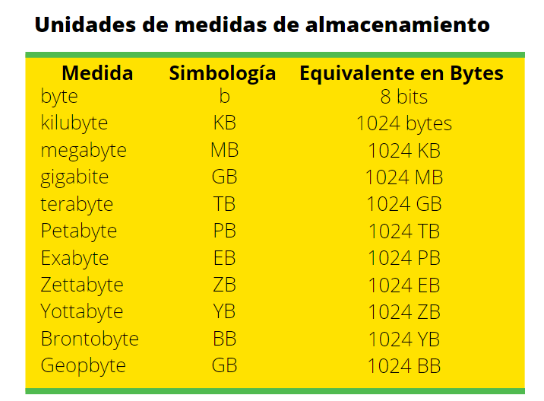 Unidades de medidas de almacenamiento
Medida Simbología Equivalente en Bytes
byte b 8 bits
kilubyte KB 1024 bytes
megabyte MB 1024 KB
gigabite GB 1024 MB
terabyte TB 1024 GB
Petabyte PB 1024 TB
Exabyte EB 1024 PB
Zettabyte ZB 1024 EB
Yottabyte YB 1024 ZB
Brontobyte BB 1024 YB
Geopbyte GB 1024 BB